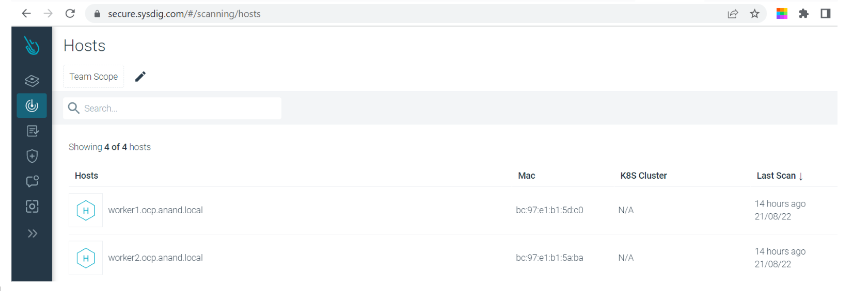 secure.sysdig.com/#/scanning/hosts
Hosts
Team Scope
Search...
Showing 4 of 4 hosts
Hosts Mac K8S Cluster Last Scan ↓
H worker1.ocp.anand.local bc:97:e1:b1:5d:c0 N/A 14 hours ago
21/08/22
H worker2.ocp.anand.local bc:97:e1:b1:5a:ba N/A 14 hours ago
21/08/22